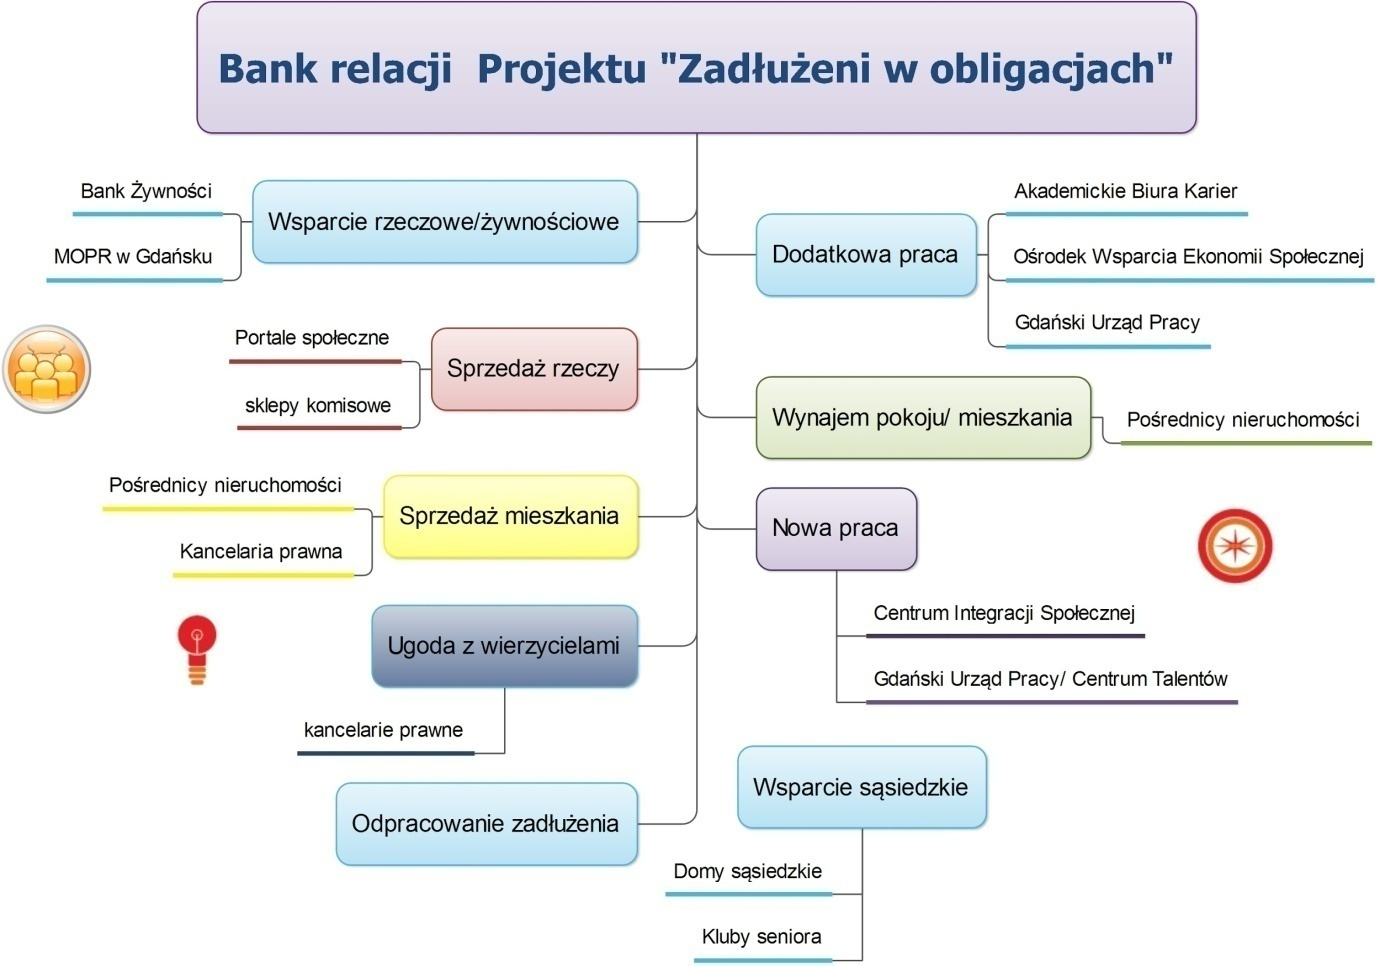 Bank relacji Projektu "Zadłużeni w obligacjach"
Wsparcie rzeczowe/żywnościowe
Bank Żywności
MOPR w Gdańsku
Sprzedaż rzeczy
Portale społeczne
sklepy komisowe
Sprzedaż mieszkania
Pośrednicy nieruchomości
Kancelaria prawna
Ugoda z wierzycielami
kancelarie prawne
Odpracowanie zadłużenia
Dodatkowa praca
Akademickie Biura Karier
Ośrodek Wsparcia Ekonomii Społecznej
Gdański Urząd Pracy
Wynajem pokoju/ mieszkania
Pośrednicy nieruchomości
Nowa praca
Centrum Integracji Społecznej
Gdański Urząd Pracy/ Centrum Talentów
Wsparcie sąsiedzkie
Domy sąsiedzkie
Kluby seniora